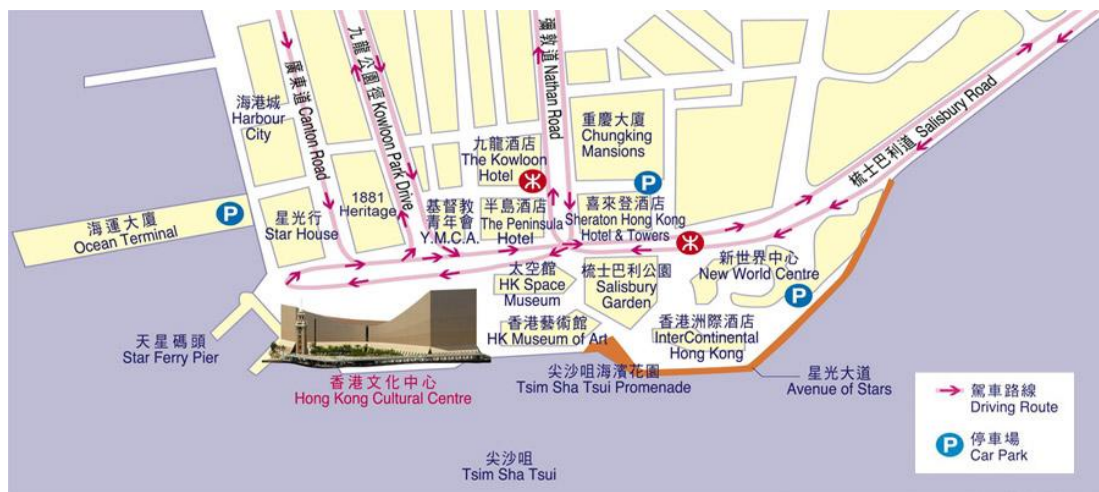 廣東道 Canton Road
九龍公園徑 Kowloon Park Drive
彌敦道 Nathan Road
梳士巴利道 Salisbury Road
海港城
Harbour
City
重慶大廈
Chungking
Mansions
九龍酒店
The Kowloon
Hotel
1881
Heritage
海運大廈
Ocean Terminal
P
星光行
Star House
基督教
青年會
Y.M.C.A.
半島酒店
The Peninsula
Hotel
P
喜來登酒店
Sheraton Hong Kong
Hotel & Towers
太空館
HK Space
Museum
梳士巴利公園
Salisbury
Garden
新世界中心
New World Centre
P
香港藝術館
HK Museum of Art
香港洲際酒店
InterContinental
Hong Kong
天星碼頭
Star Ferry Pier
香港文化中心
Hong Kong Cultural Centre
尖沙咀海濱花園
Tsim Sha Tsui Promenade
星光大道
Avenue of Stars
尖沙咀
Tsim Sha Tsui
駕車路線
Driving Route
P
停車場
Car Park